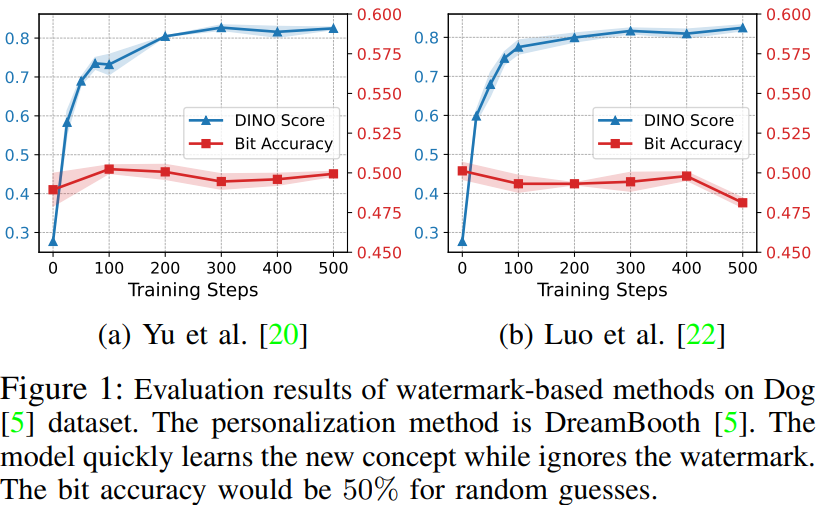 0.8
0.7
0.6
0.5
0.4
0.3
0.600
0.575
0.550
0.525
0.500
0.475
0.450
DINO Score
Bit Accuracy
0 100 200 300 400 500
Training Steps
(a) Yu et al. [20]
0.8
0.7
0.6
0.5
0.4
0.3
0.600
0.575
0.550
0.525
0.500
0.475
0.450
DINO Score
Bit Accuracy
0 100 200 300 400 500
Training Steps
(b) Luo et al. [22]
Figure 1: Evaluation results of watermark-based methods on Dog
[5] dataset. The personalization method is DreamBooth [5]. The
model quickly learns the new concept while ignores the watermark.
The bit accuracy would be 50% for random guesses.